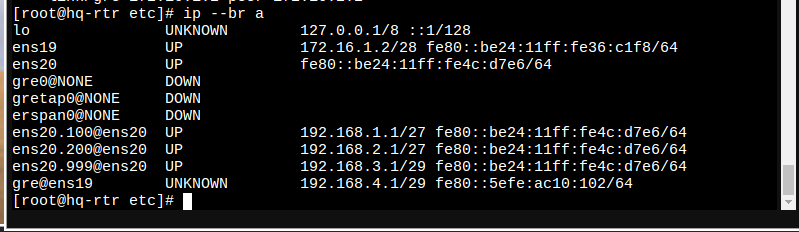 [root@hq-rtr etc]# ip --br a
lo UNKNOWN 127.0.0.1/8 ::1/128
ens19 UP 172.16.1.2/28 fe80::be24:11ff:fe36:c1f8/64
ens20 UP fe80::be24:11ff:fe4c:d7e6/64
gre0@NONE DOWN
gretap0@NONE DOWN
erspan0@NONE DOWN
ens20.100@ens20 UP 192.168.1.1/27 fe80::be24:11ff:fe4c:d7e6/64
ens20.200@ens20 UP 192.168.2.1/27 fe80::be24:11ff:fe4c:d7e6/64
ens20.999@ens20 UP 192.168.3.1/29 fe80::be24:11ff:fe4c:d7e6/64
gre@ens19 UNKNOWN 192.168.4.1/29 fe80::5efe:ac10:102/64
[root@hq-rtr etc]#